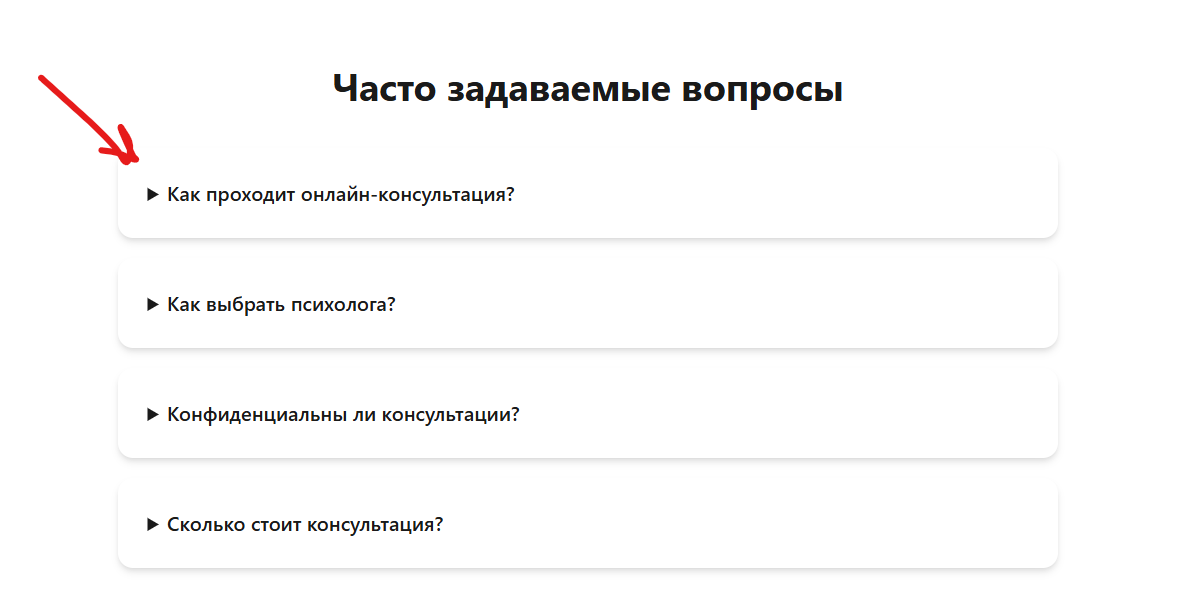 Часто задаваемые вопросы
Как проходит онлайн-консультация?
Как выбрать психолога?
Конфиденциальны ли консультации?
Сколько стоит консультация?